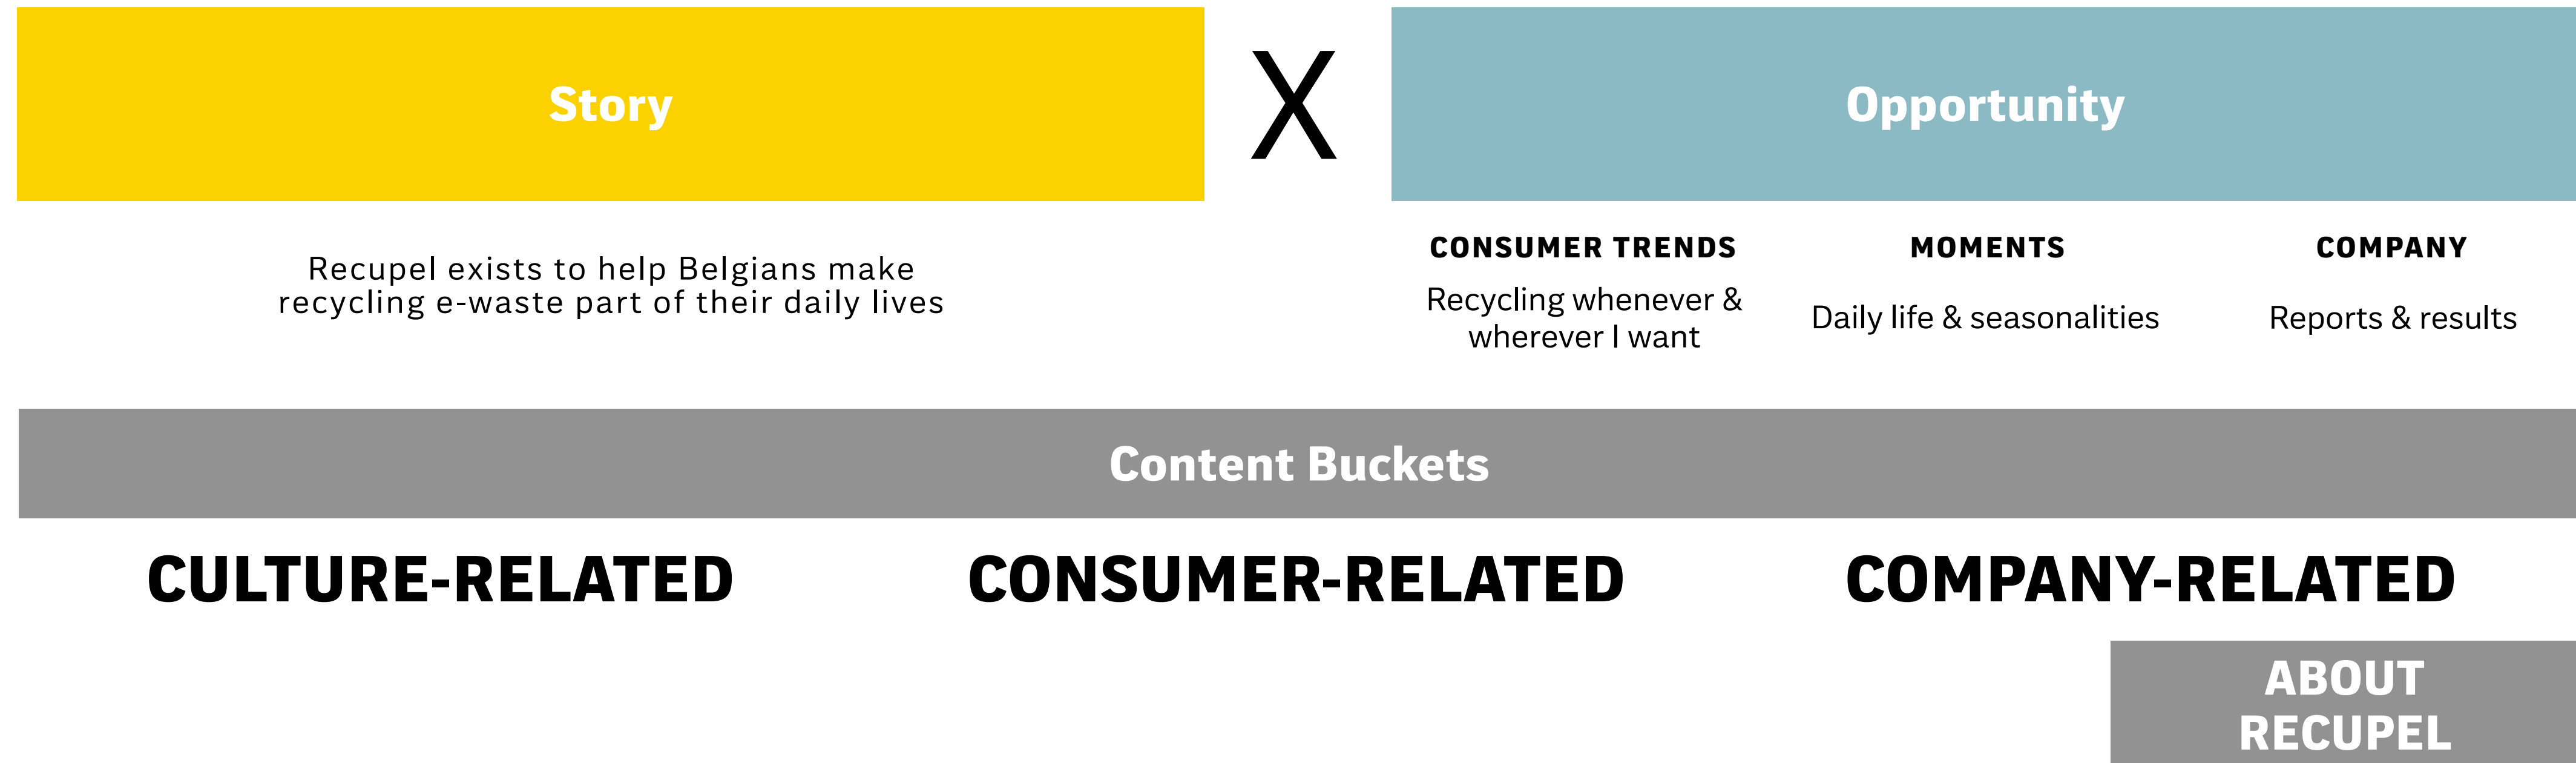 Story
X
Opportunity
Recupel exists to help Belgians make
recycling e-waste part of their daily lives
CONSUMER TRENDS
Recycling whenever &
wherever I want
MOMENTS
Daily life & seasonalities
COMPANY
Reports & results
Content Buckets
CULTURE-RELATED
CONSUMER-RELATED
COMPANY-RELATED
ABOUT
RECUPEL